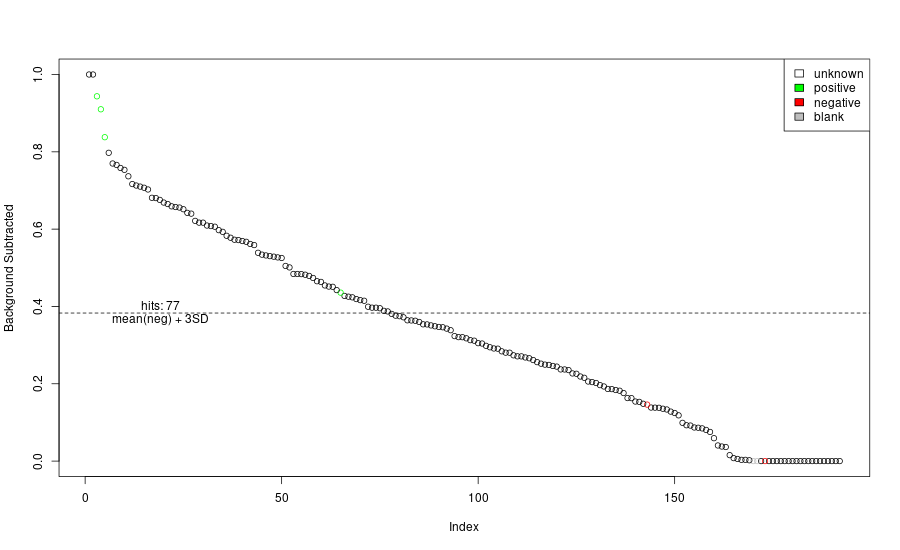 unknown
positive
negative
blank
1.0
0.8
0.6
0.4
0.2
0.0
Background Subtracted
hits: 77
mean(neg) + 3SD
0
50
100
150
Index